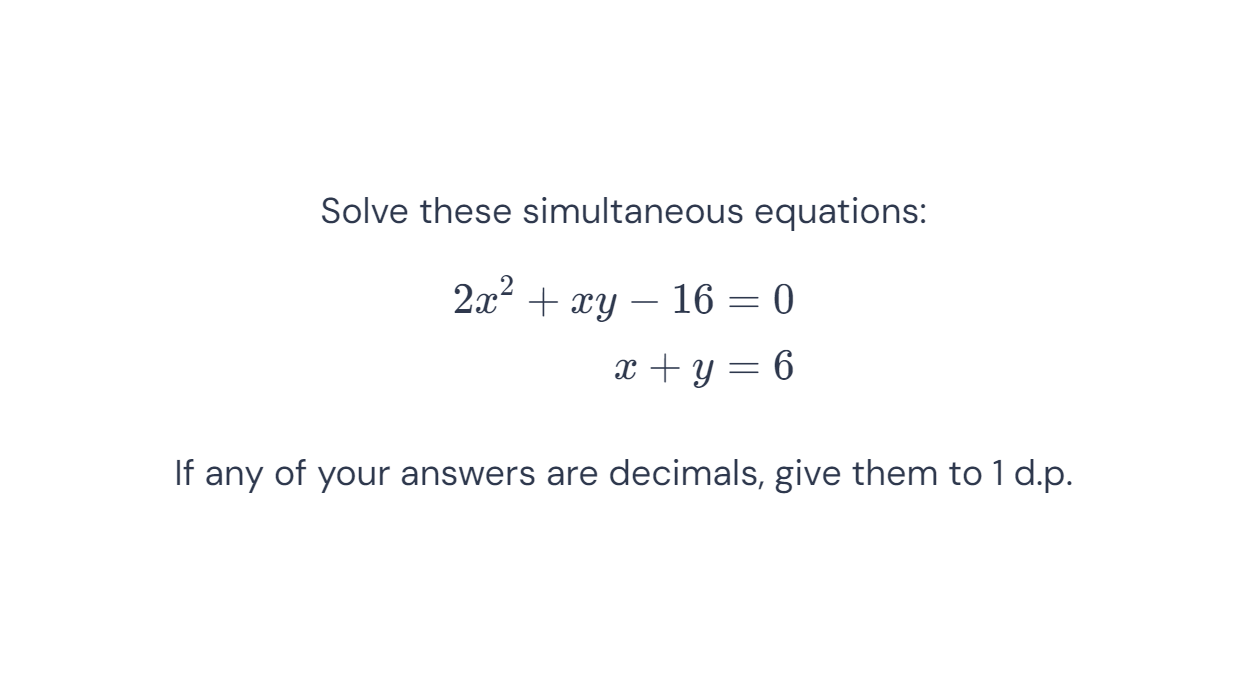 Solve these simultaneous equations:
2x² + xy − 16 = 0
x + y = 6
If any of your answers are decimals, give them to 1 d.p.